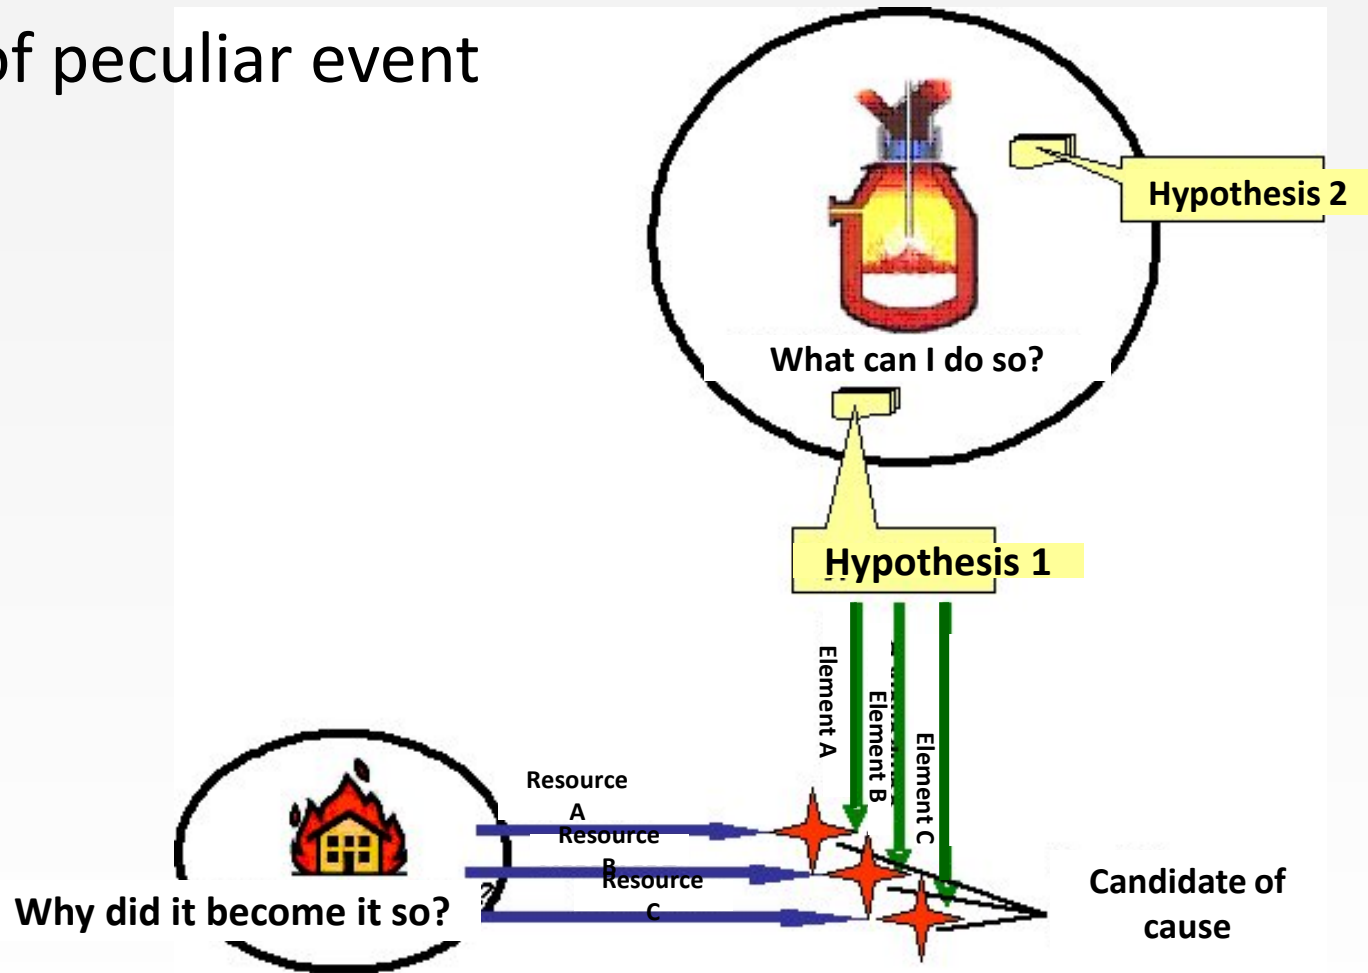 of peculiar event
Hypothesis 2
What can I do so?
Hypothesis 1
Element A
Element B
Element C
Resource
A
Resource
B
Resource
C
?
Why did it become it so?
Candidate of
cause